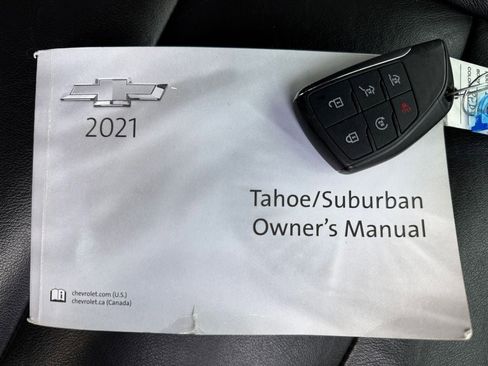 2021
Tahoe/Suburban
Owner's Manual
chevrolet.com (U.S.)
chevrolet.ca (Canada)